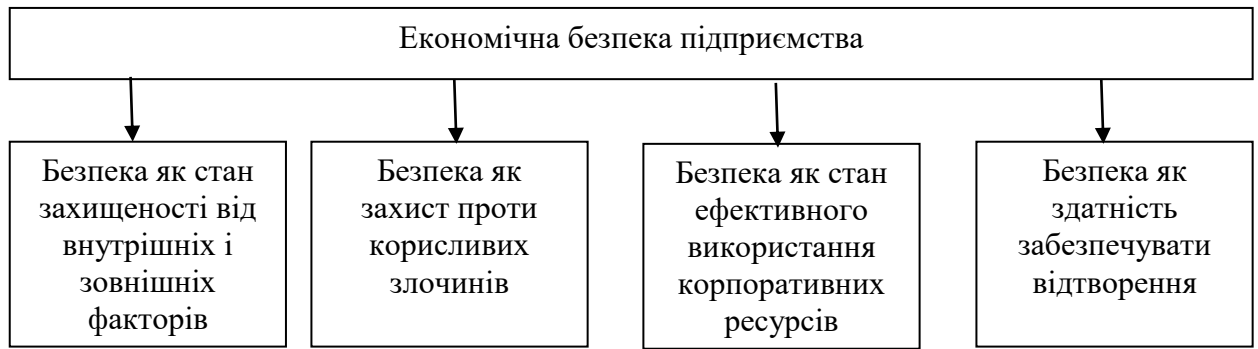 Економічна безпека підприємства
Безпека як стан
захищеності від
внутрішніх і
зовнішніх
факторів
Безпека як
захист проти
корисливих
злочинів
Безпека як стан
ефективного
використання
корпоративних
ресурсів
Безпека як
здатність
забезпечувати
відтворення